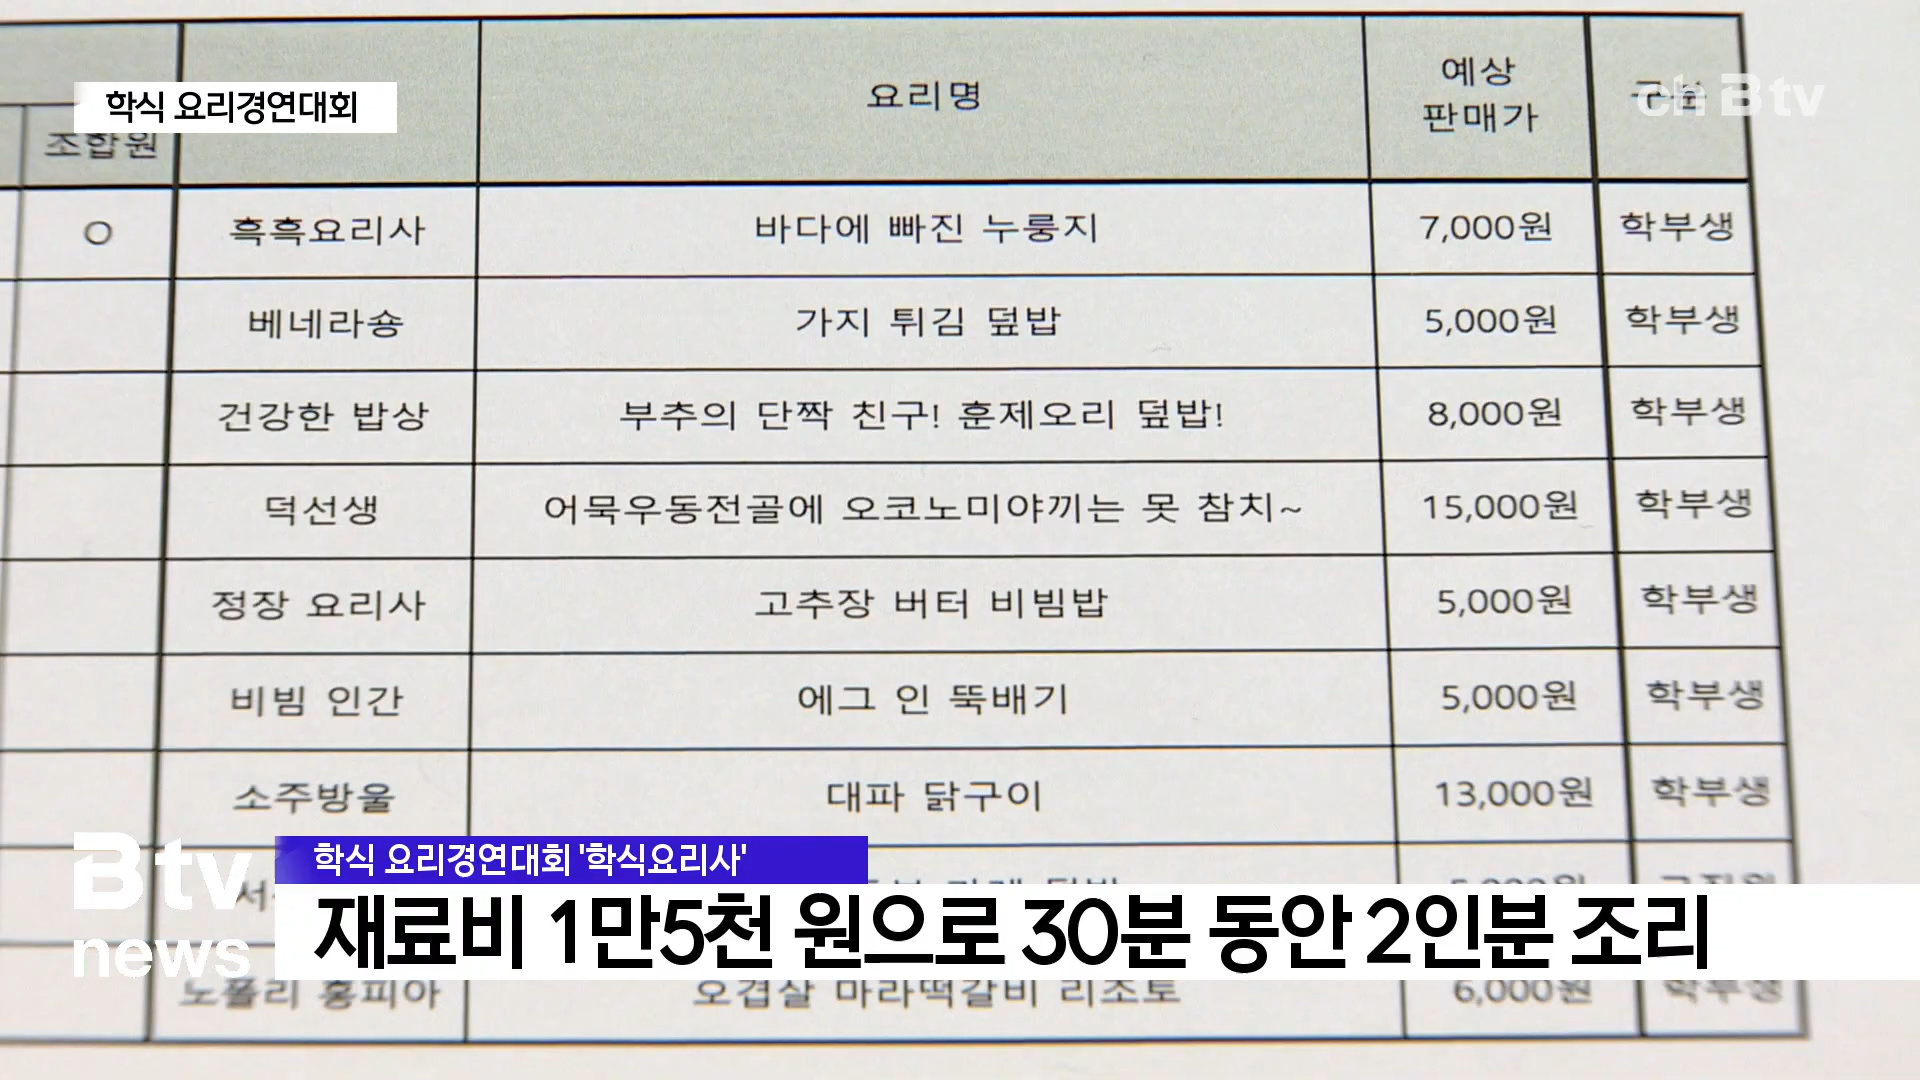 학식 요리경연대회
ch B tv
조합원 요리명 예상 판매가
O 흑흑요리사 바다에 빠진 누룽지 7,000원 학부생
베네라숑 가지 튀김 덮밥 5,000원 학부생
건강한 밥상 부추의 단짝 친구! 훈제오리 덮밥! 8,000원 학부생
덕선생 어묵우동전골에 오코노미야끼는 못 참치~ 15,000원 학부생
정장 요리사 고추장 버터 비빔밥 5,000원 학부생
비빔 인간 에그 인 뚝배기 5,000원 학부생
소주방울 대파 닭구이 13,000원 학부생
B tv news
학식 요리경연대회 '학식요리사'
재료비 1만5천 원으로 30분 동안 2인분 조리
노폴리 홍피아 오겹살 마라떡갈비 리조토 6,000원 학부생